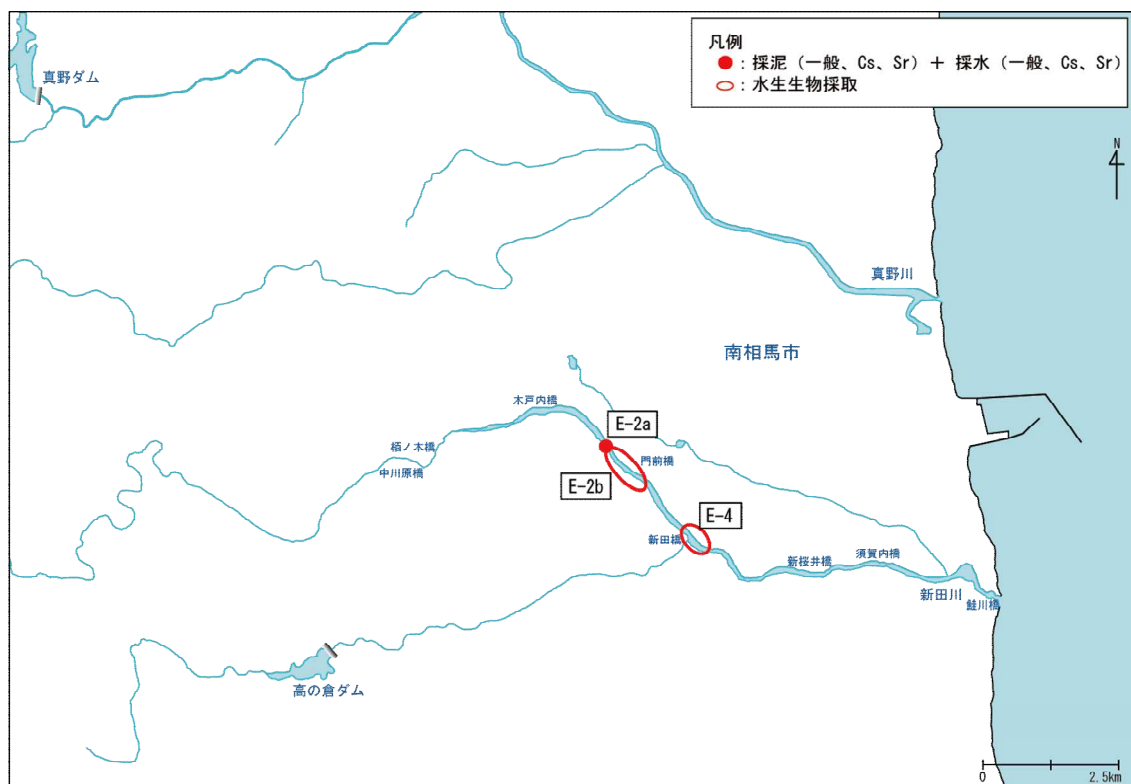 凡例
●：採泥（一般、Cs、Sr）＋ 採水（一般、Cs、Sr）
○：水生生物採取
真野ダム
N
4
真野川
南相馬市
木戸内橋
E-2a
栢ノ木橋
門前橋
中川原橋
E-2b
E-4
新田橋
新桜井橋
須賀内橋
新田川
鮭川橋
高の倉ダム
0
2.5km